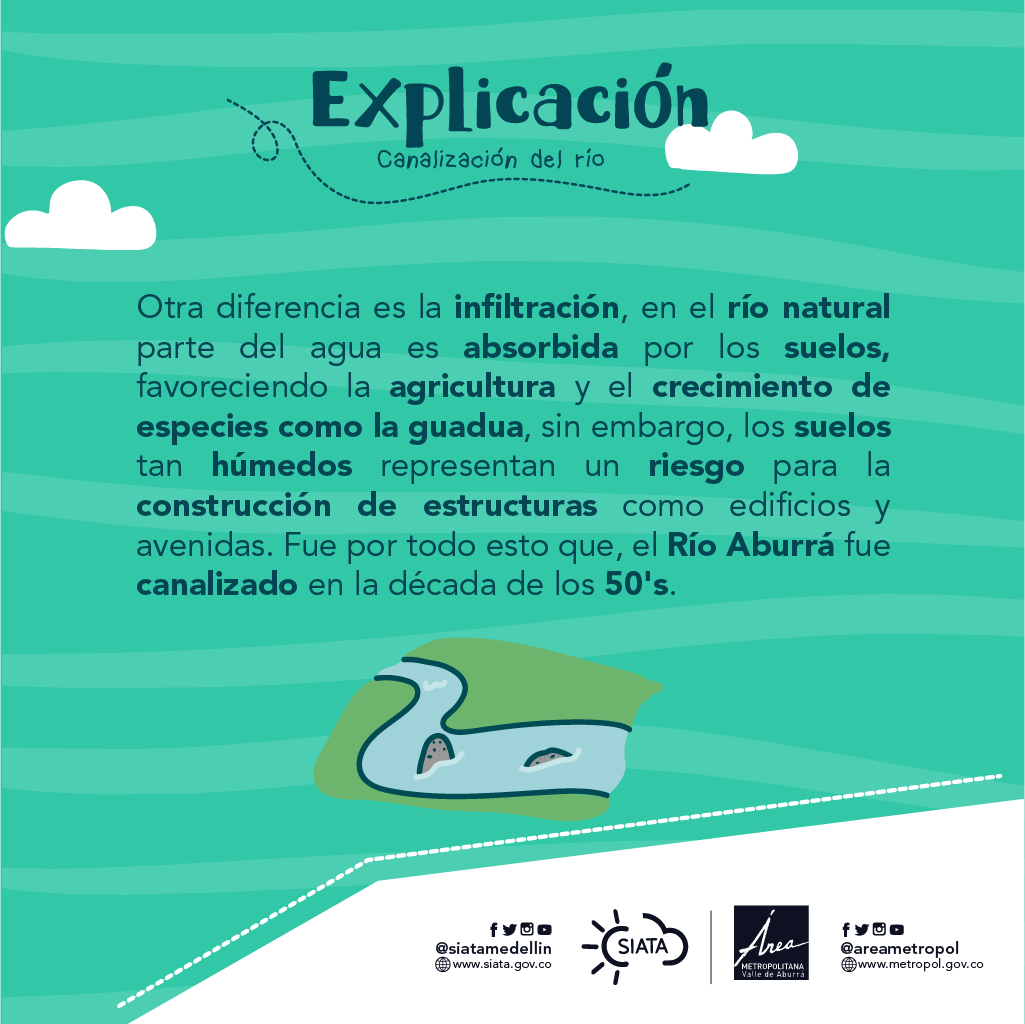 Explicación
Canalización del río
Otra diferencia es la infiltración, en el río natural
parte del agua es absorbida por los suelos,
favoreciendo la agricultura y el crecimiento de
especies como la guadua, sin embargo, los suelos
tan húmedos representan un riesgo para la
construcción de estructuras como edificios y
avenidas. Fue por todo esto que, el Río Aburrá fue
canalizado en la década de los 50's.
@siatamedellin
www.siata.gov.co
SIATA
Área
METROPOLITANA
Valle de Aburrá
@areametropol
www.metropol.gov.co